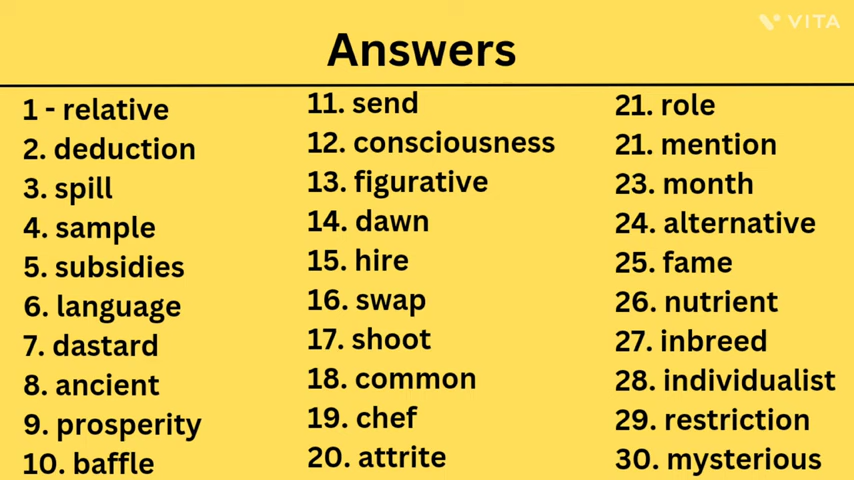 VITA
Answers
1 - relative
2. deduction
3. spill
4. sample
5. subsidies
6. language
7. dastard
8. ancient
9. prosperity
10. baffle
11. send
12. consciousness
13. figurative
14. dawn
15. hire
16. swap
17. shoot
18. common
19. chef
20. attrite
21. role
21. mention
23. month
24. alternative
25. fame
26. nutrient
27. inbreed
28. individualist
29. restriction
30. mysterious